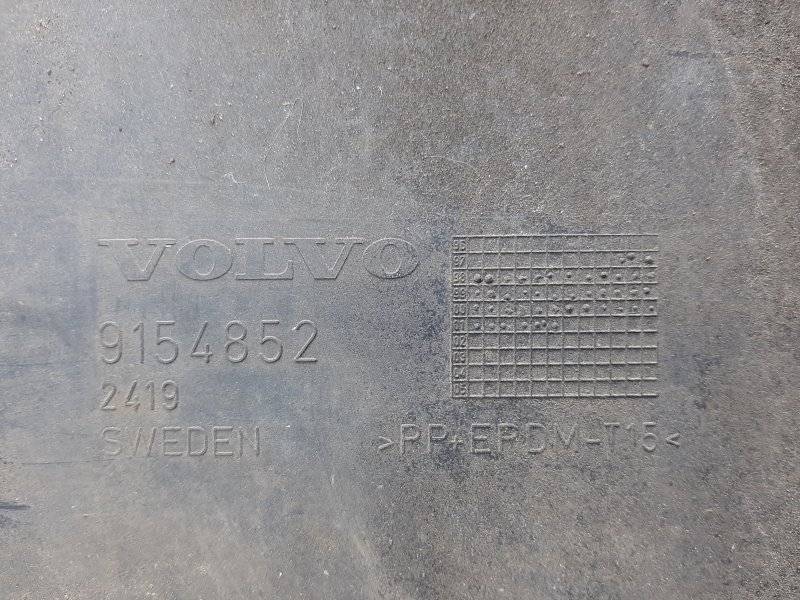 VOLVO
9154852
2419
SWEDEN
>PP+EPDM-T15<